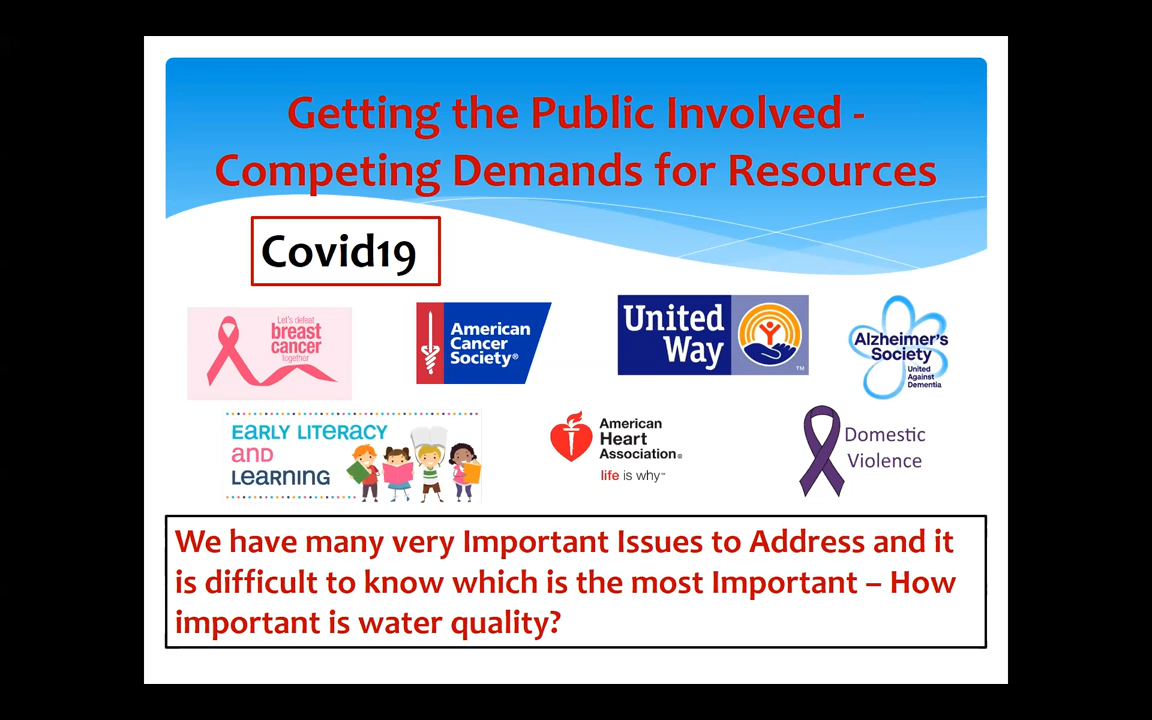 Getting the Public Involved -
Competing Demands for Resources
Covid19
Let's defeat
breast
cancer
together
American
Cancer
Society®
United
Way
TM
Alzheimer's
Society
United
Against
Dementia
EARLY LITERACY
AND
LEARNING
American
Heart
Association®
life is why™
Domestic
Violence
We have many very Important Issues to Address and it
is difficult to know which is the most Important – How
important is water quality?